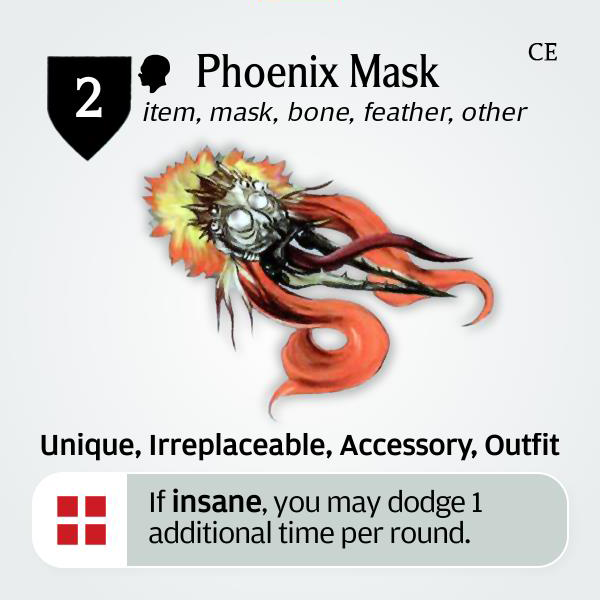 CE
2
Phoenix Mask
item, mask, bone, feather, other
Unique, Irreplaceable, Accessory, Outfit
If insane, you may dodge 1
additional time per round.